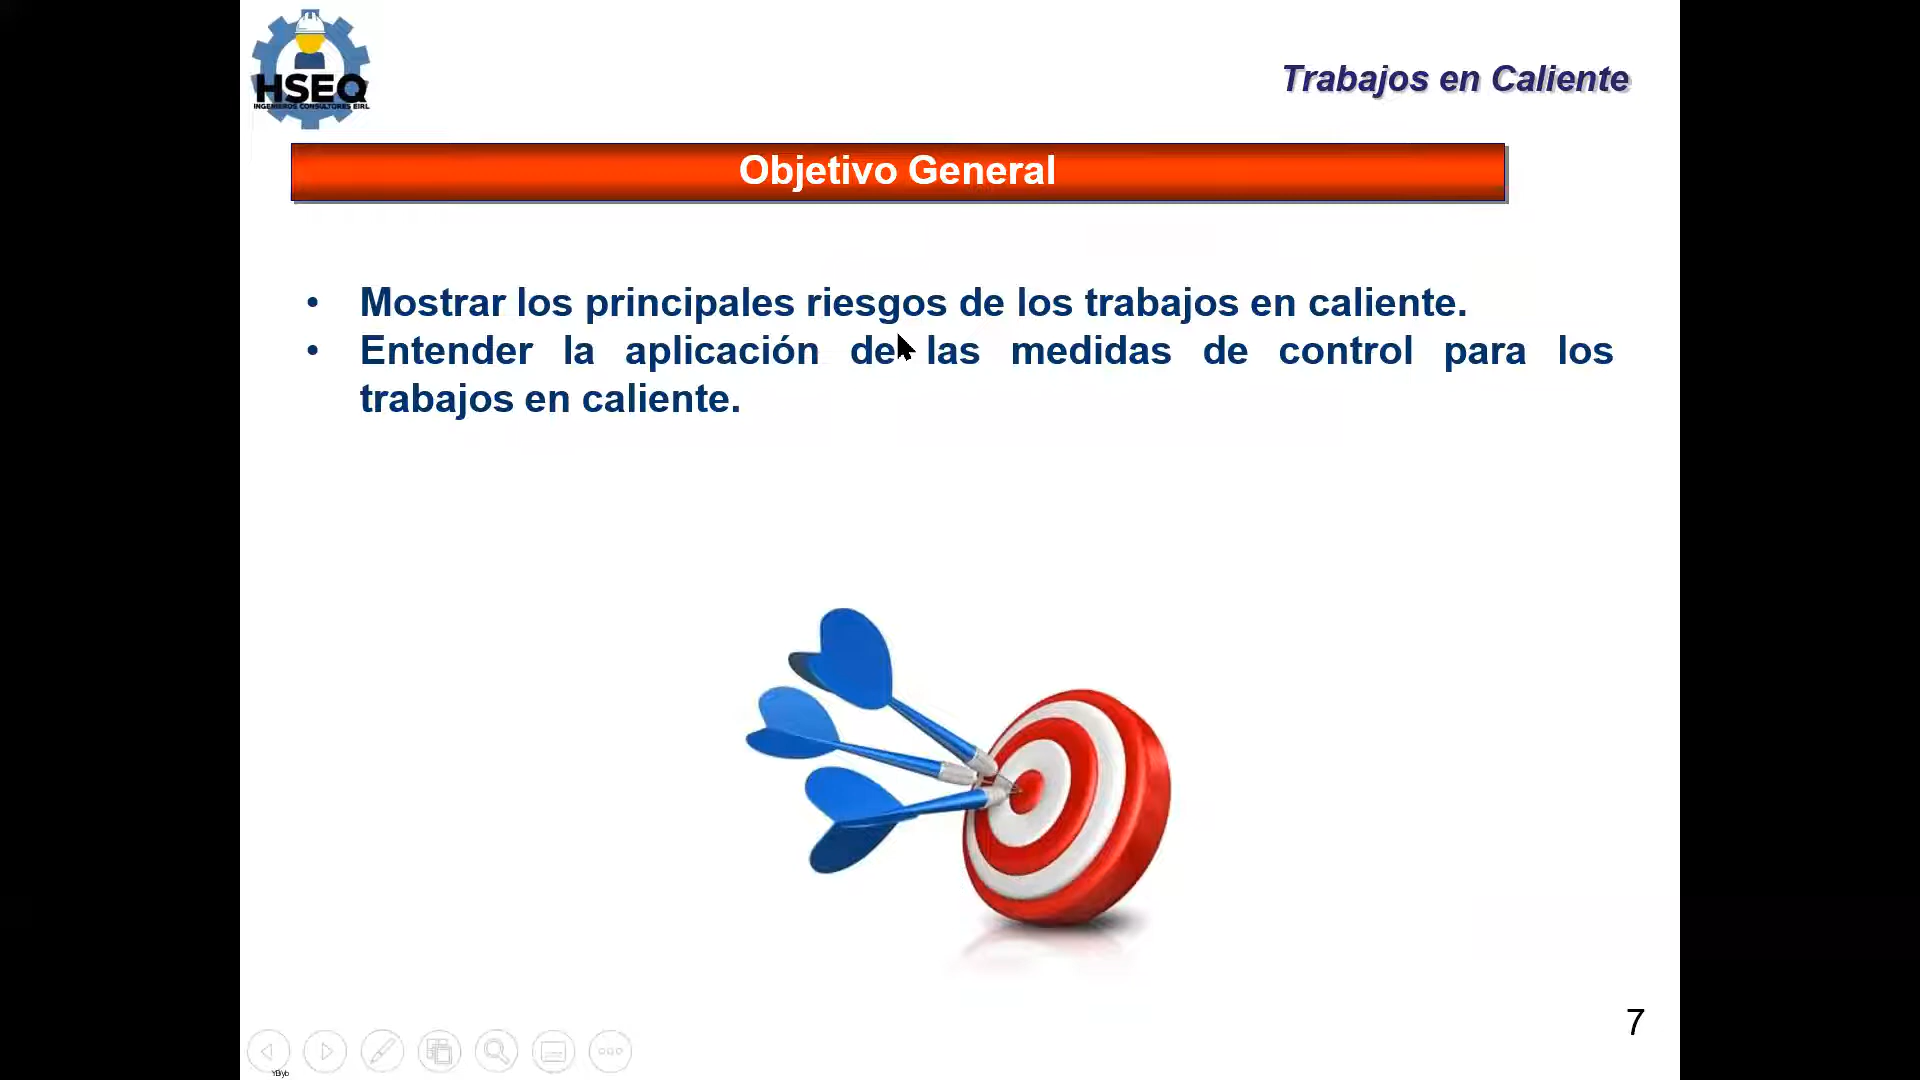 HSEQ
INGENIEROS CONSULTORES EIRL
Trabajos en Caliente
Objetivo General
• Mostrar los principales riesgos de los trabajos en caliente.
• Entender la aplicación de las medidas de control para los
trabajos en caliente.
7